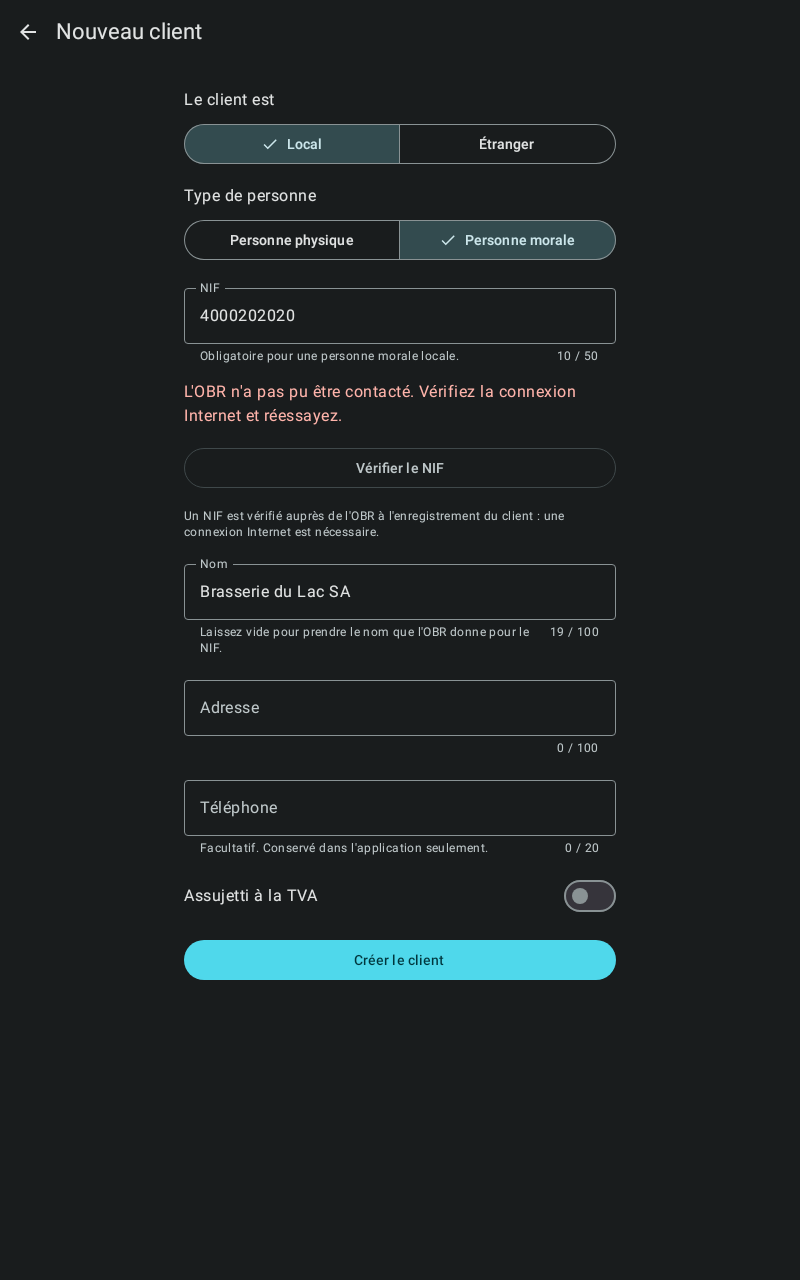 Nouveau client
Le client est
Local
Étranger
Type de personne
Personne physique
Personne morale
NIF
4000202020
Obligatoire pour une personne morale locale.
10 / 50
L'OBR n'a pas pu être contacté. Vérifiez la connexion
Internet et réessayez.
Vérifier le NIF
Un NIF est vérifié auprès de l'OBR à l'enregistrement du client : une
connexion Internet est nécessaire.
Nom
Brasserie du Lac SA
Laissez vide pour prendre le nom que l'OBR donne pour le
NIF.
19 / 100
Adresse
0 / 100
Téléphone
Facultatif. Conservé dans l'application seulement.
0 / 20
Assujetti à la TVA
Créer le client